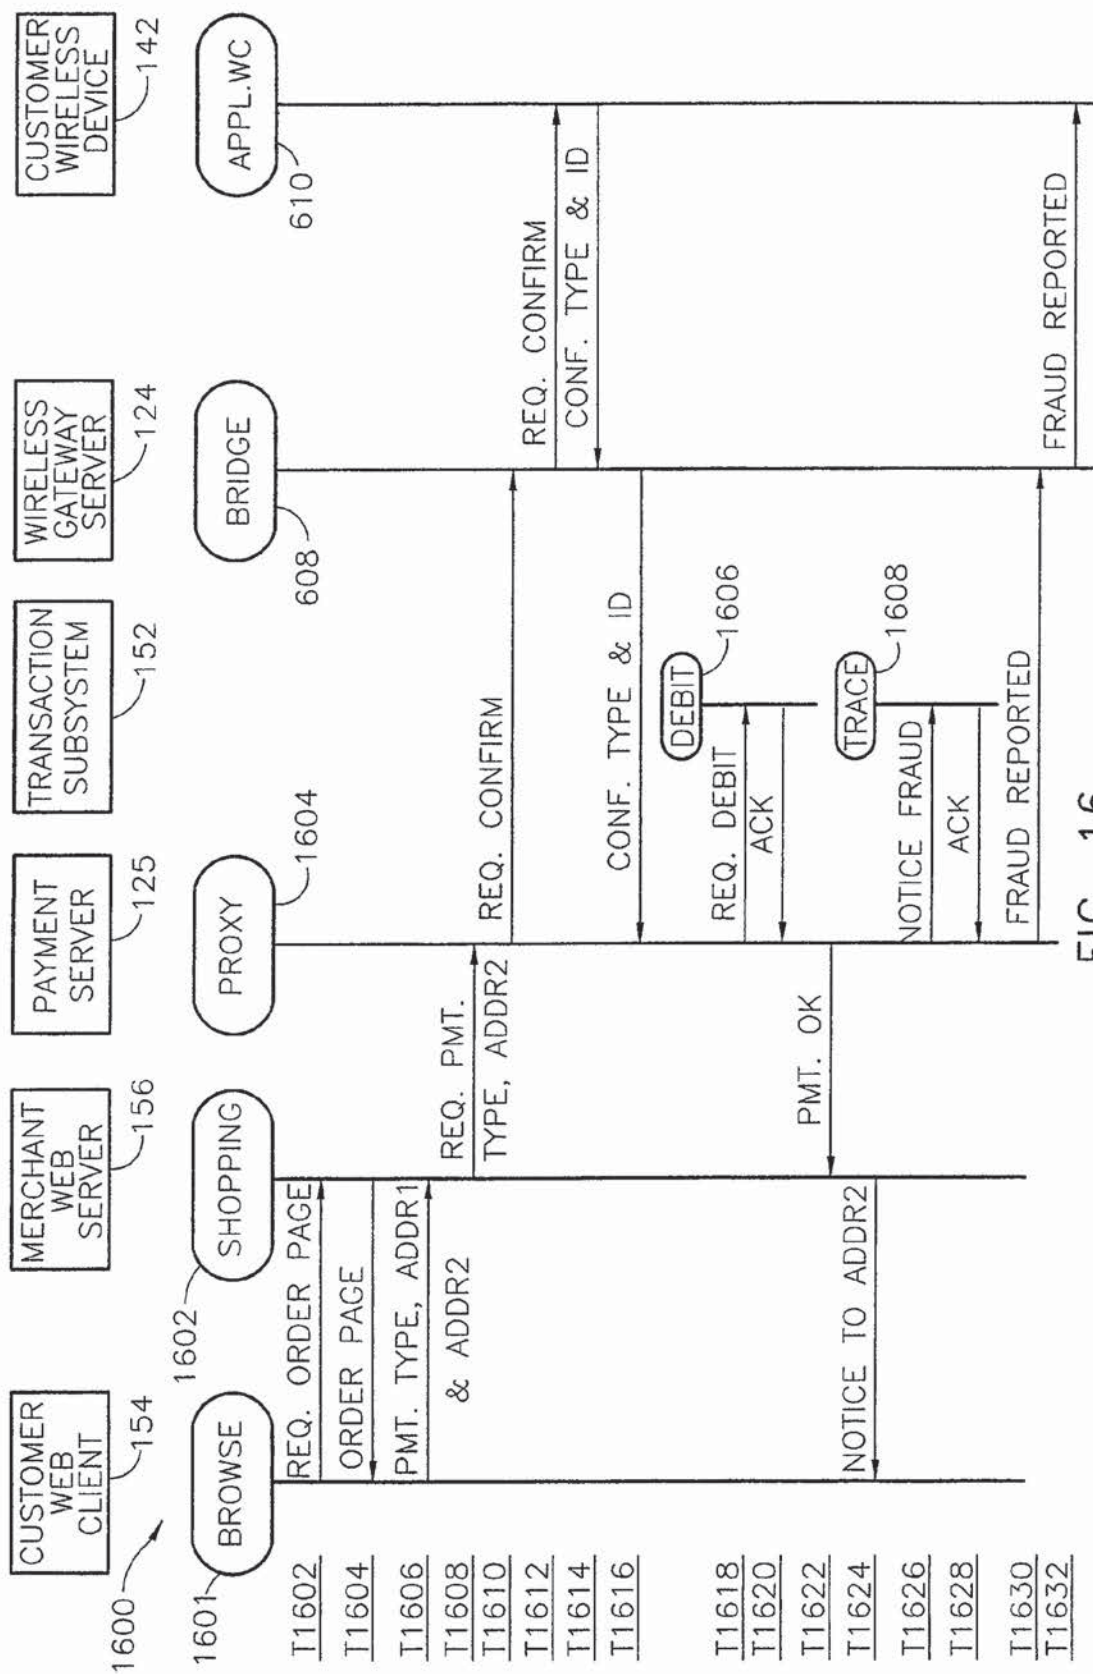 CUSTOMER
WEB
CLIENT
154
MERCHANT
WEB
SERVER
156
PAYMENT
SERVER
125
TRANSACTION
SUBSYSTEM
152
WIRELESS
GATEWAY
SERVER
124
CUSTOMER
WIRELESS
DEVICE
142
1600
1601
BROWSE
1602
SHOPPING
PROXY
1604
608
BRIDGE
610
APPL.WC
T1602
REQ. ORDER PAGE
T1604
ORDER PAGE
T1606
PMT. TYPE, ADDR1
& ADDR2
T1608
REQ. PMT.
TYPE, ADDR2
T1610
REQ. CONFIRM
T1612
REQ. CONFIRM
T1614
CONF. TYPE & ID
T1616
CONF. TYPE & ID
DEBIT
1606
T1618
REQ. DEBIT
T1620
ACK
T1622
PMT. OK
TRACE
1608
T1624
NOTICE TO ADDR2
T1626
NOTICE FRAUD
T1628
ACK
T1630
FRAUD REPORTED
T1632
FRAUD REPORTED
FIG. 16